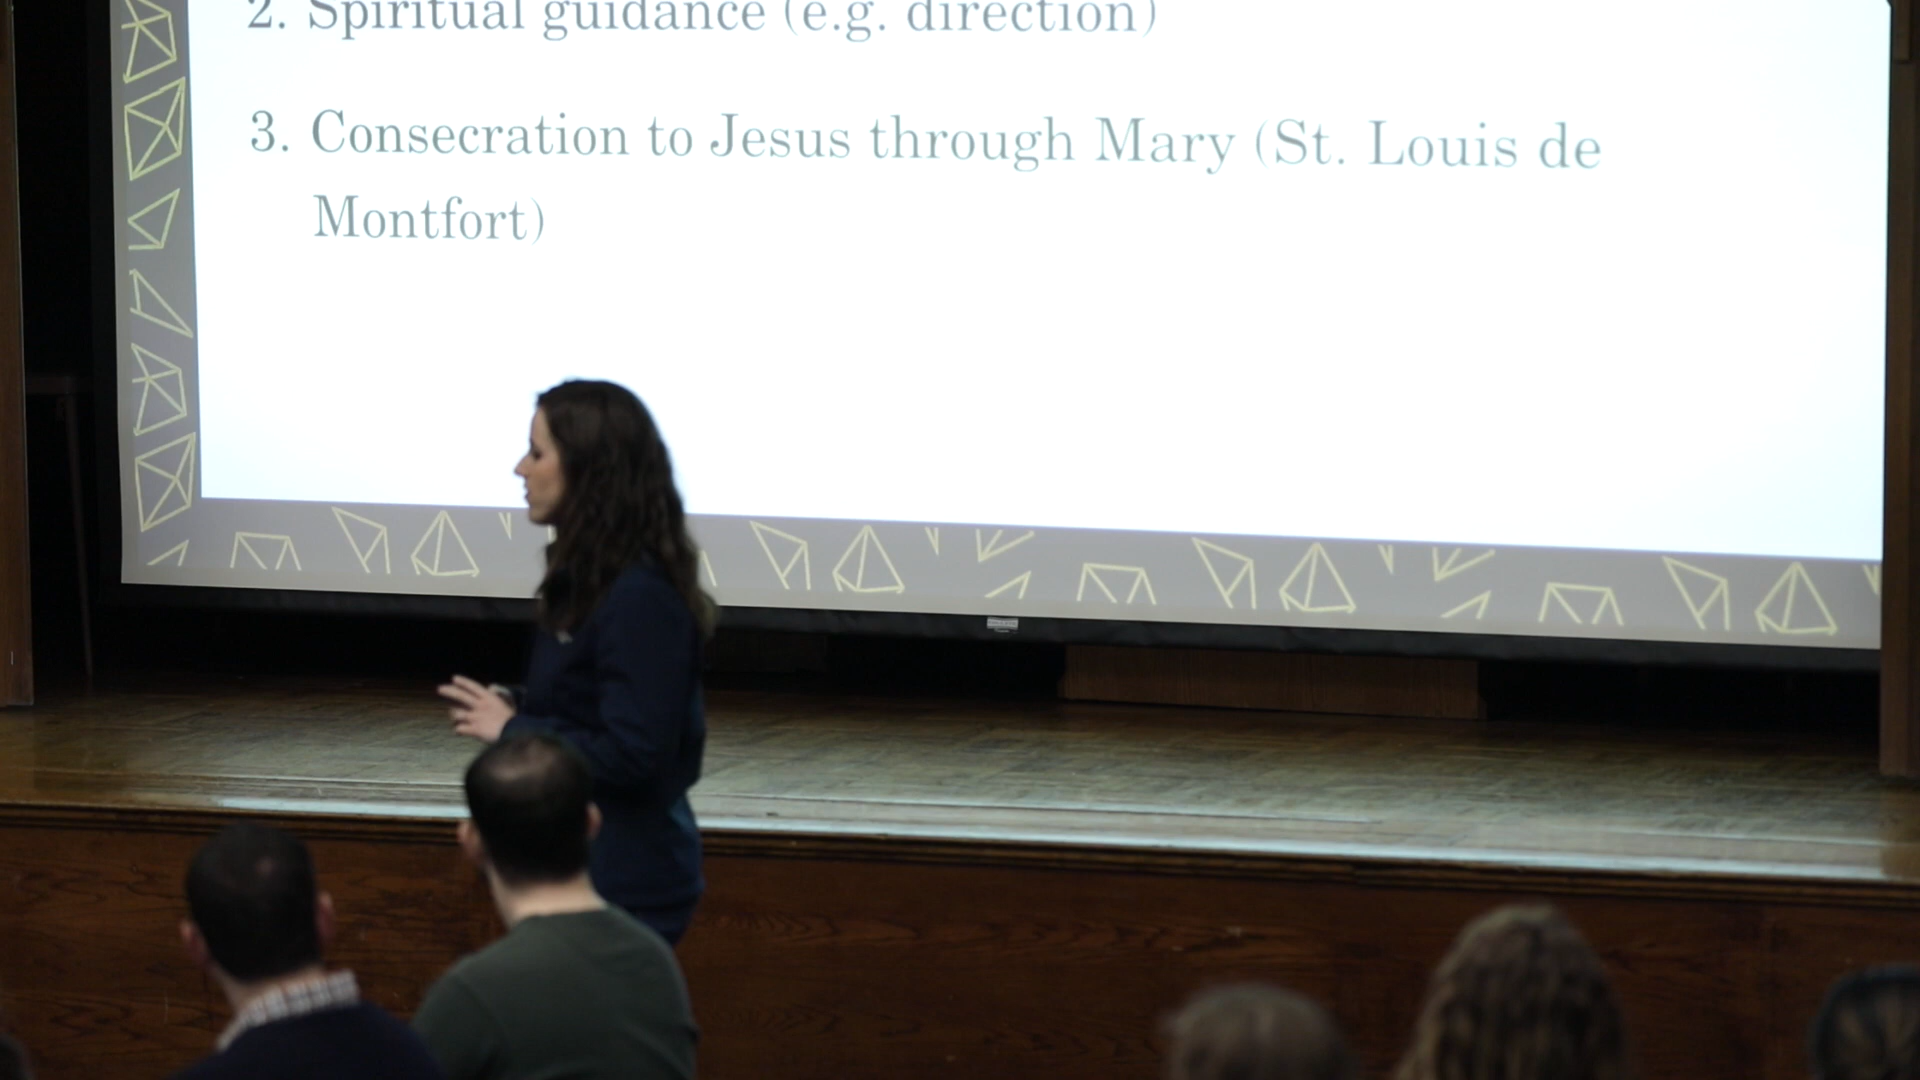 2. Spiritual guidance (e.g. direction)
3. Consecration to Jesus through Mary (St. Louis de
Montfort)